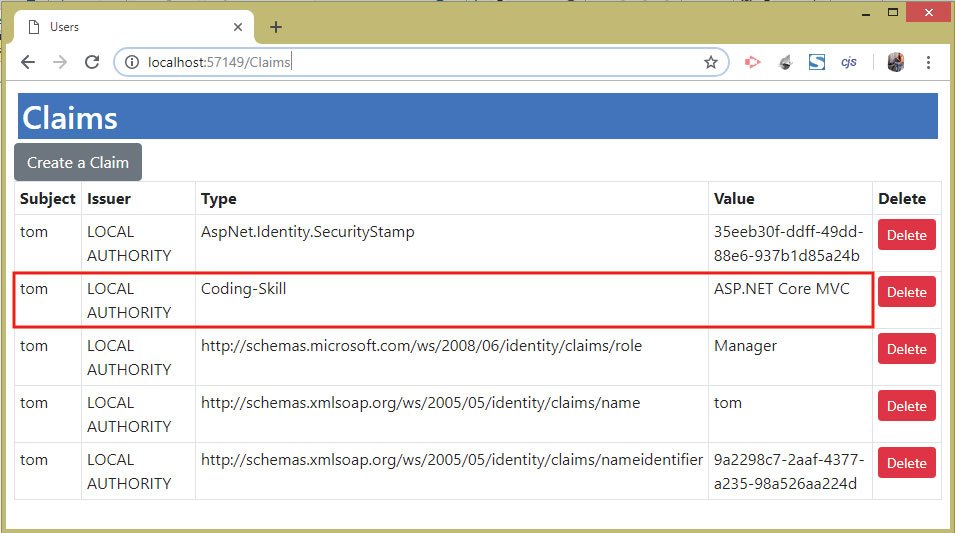 Users
localhost:57149/Claims
cjs
Claims
Create a Claim
Subject Issuer Type Value Delete
tom LOCAL AspNet.Identity.SecurityStamp 35eeb30f-ddff-49dd- Delete
AUTHORITY 88e6-937b1d85a24b
tom LOCAL Coding-Skill ASP.NET Core MVC Delete
AUTHORITY
tom LOCAL http://schemas.microsoft.com/ws/2008/06/identity/claims/role Manager Delete
AUTHORITY
tom LOCAL http://schemas.xmlsoap.org/ws/2005/05/identity/claims/name tom Delete
AUTHORITY
tom LOCAL http://schemas.xmlsoap.org/ws/2005/05/identity/claims/nameidentifier 9a2298c7-2aaf-4377- Delete
AUTHORITY a235-98a526aa224d